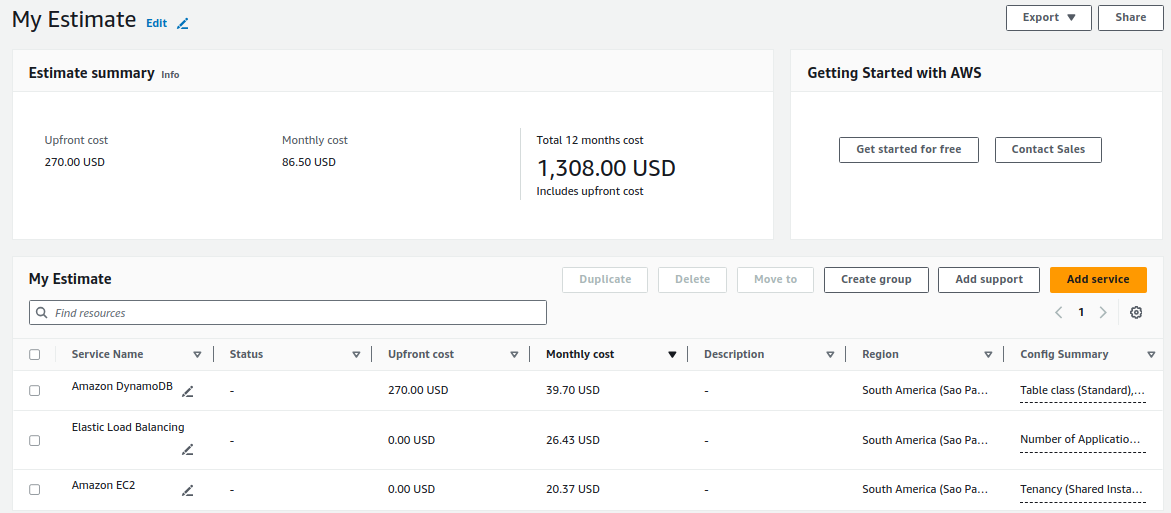 My Estimate Edit
Export Share
Estimate summary Info
Getting Started with AWS
Upfront cost Monthly cost Total 12 months cost
270.00 USD 86.50 USD 1,308.00 USD
Includes upfront cost
Get started for free Contact Sales
My Estimate
Duplicate Delete Move to Create group Add support Add service
Find resources
1
Service Name Status Upfront cost Monthly cost Description Region Config Summary
Amazon DynamoDB - 270.00 USD 39.70 USD - South America (Sao Pa... Table class (Standard),...
Elastic Load Balancing - 0.00 USD 26.43 USD - South America (Sao Pa... Number of Applicatio...
Amazon EC2 - 0.00 USD 20.37 USD - South America (Sao Pa... Tenancy (Shared Insta...